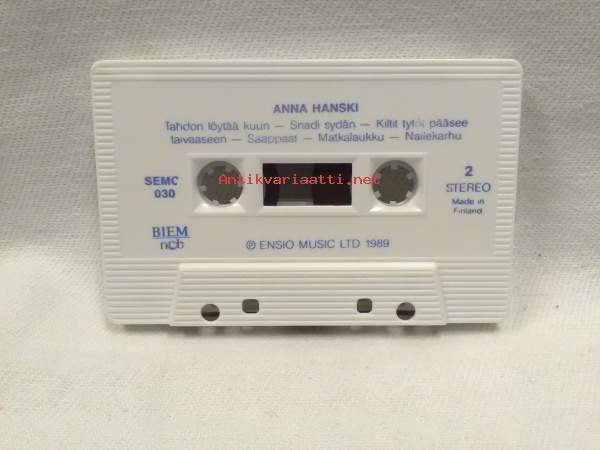 ANNA HANSKI
Tahdon löytää kuun – Snadi sydän – Kiltit tytöt pääsee
taivaaseen – Saappaat – Matkalaukku – Nallekarhu
SEMC
030
Antikvariaatti.net
2
STEREO
Made in
Finland
BIEM
ncb
℗ ENSIO MUSIC LTD 1989